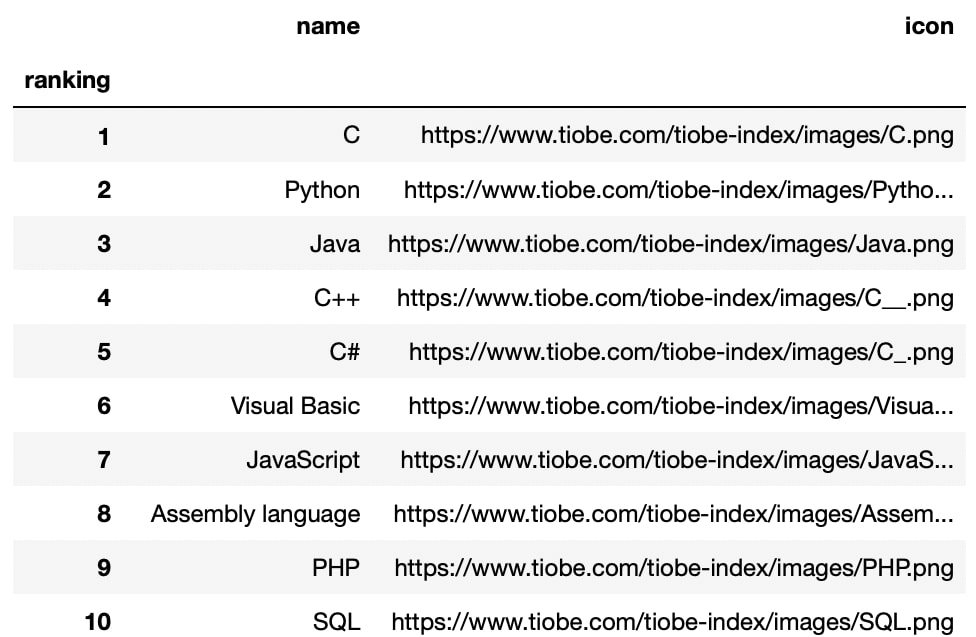 name icon
ranking
1 C https://www.tiobe.com/tiobe-index/images/C.png
2 Python https://www.tiobe.com/tiobe-index/images/Pytho...
3 Java https://www.tiobe.com/tiobe-index/images/Java.png
4 C++ https://www.tiobe.com/tiobe-index/images/C__.png
5 C# https://www.tiobe.com/tiobe-index/images/C_.png
6 Visual Basic https://www.tiobe.com/tiobe-index/images/Visua...
7 JavaScript https://www.tiobe.com/tiobe-index/images/JavaS...
8 Assembly language https://www.tiobe.com/tiobe-index/images/Assem...
9 PHP https://www.tiobe.com/tiobe-index/images/PHP.png
10 SQL https://www.tiobe.com/tiobe-index/images/SQL.png